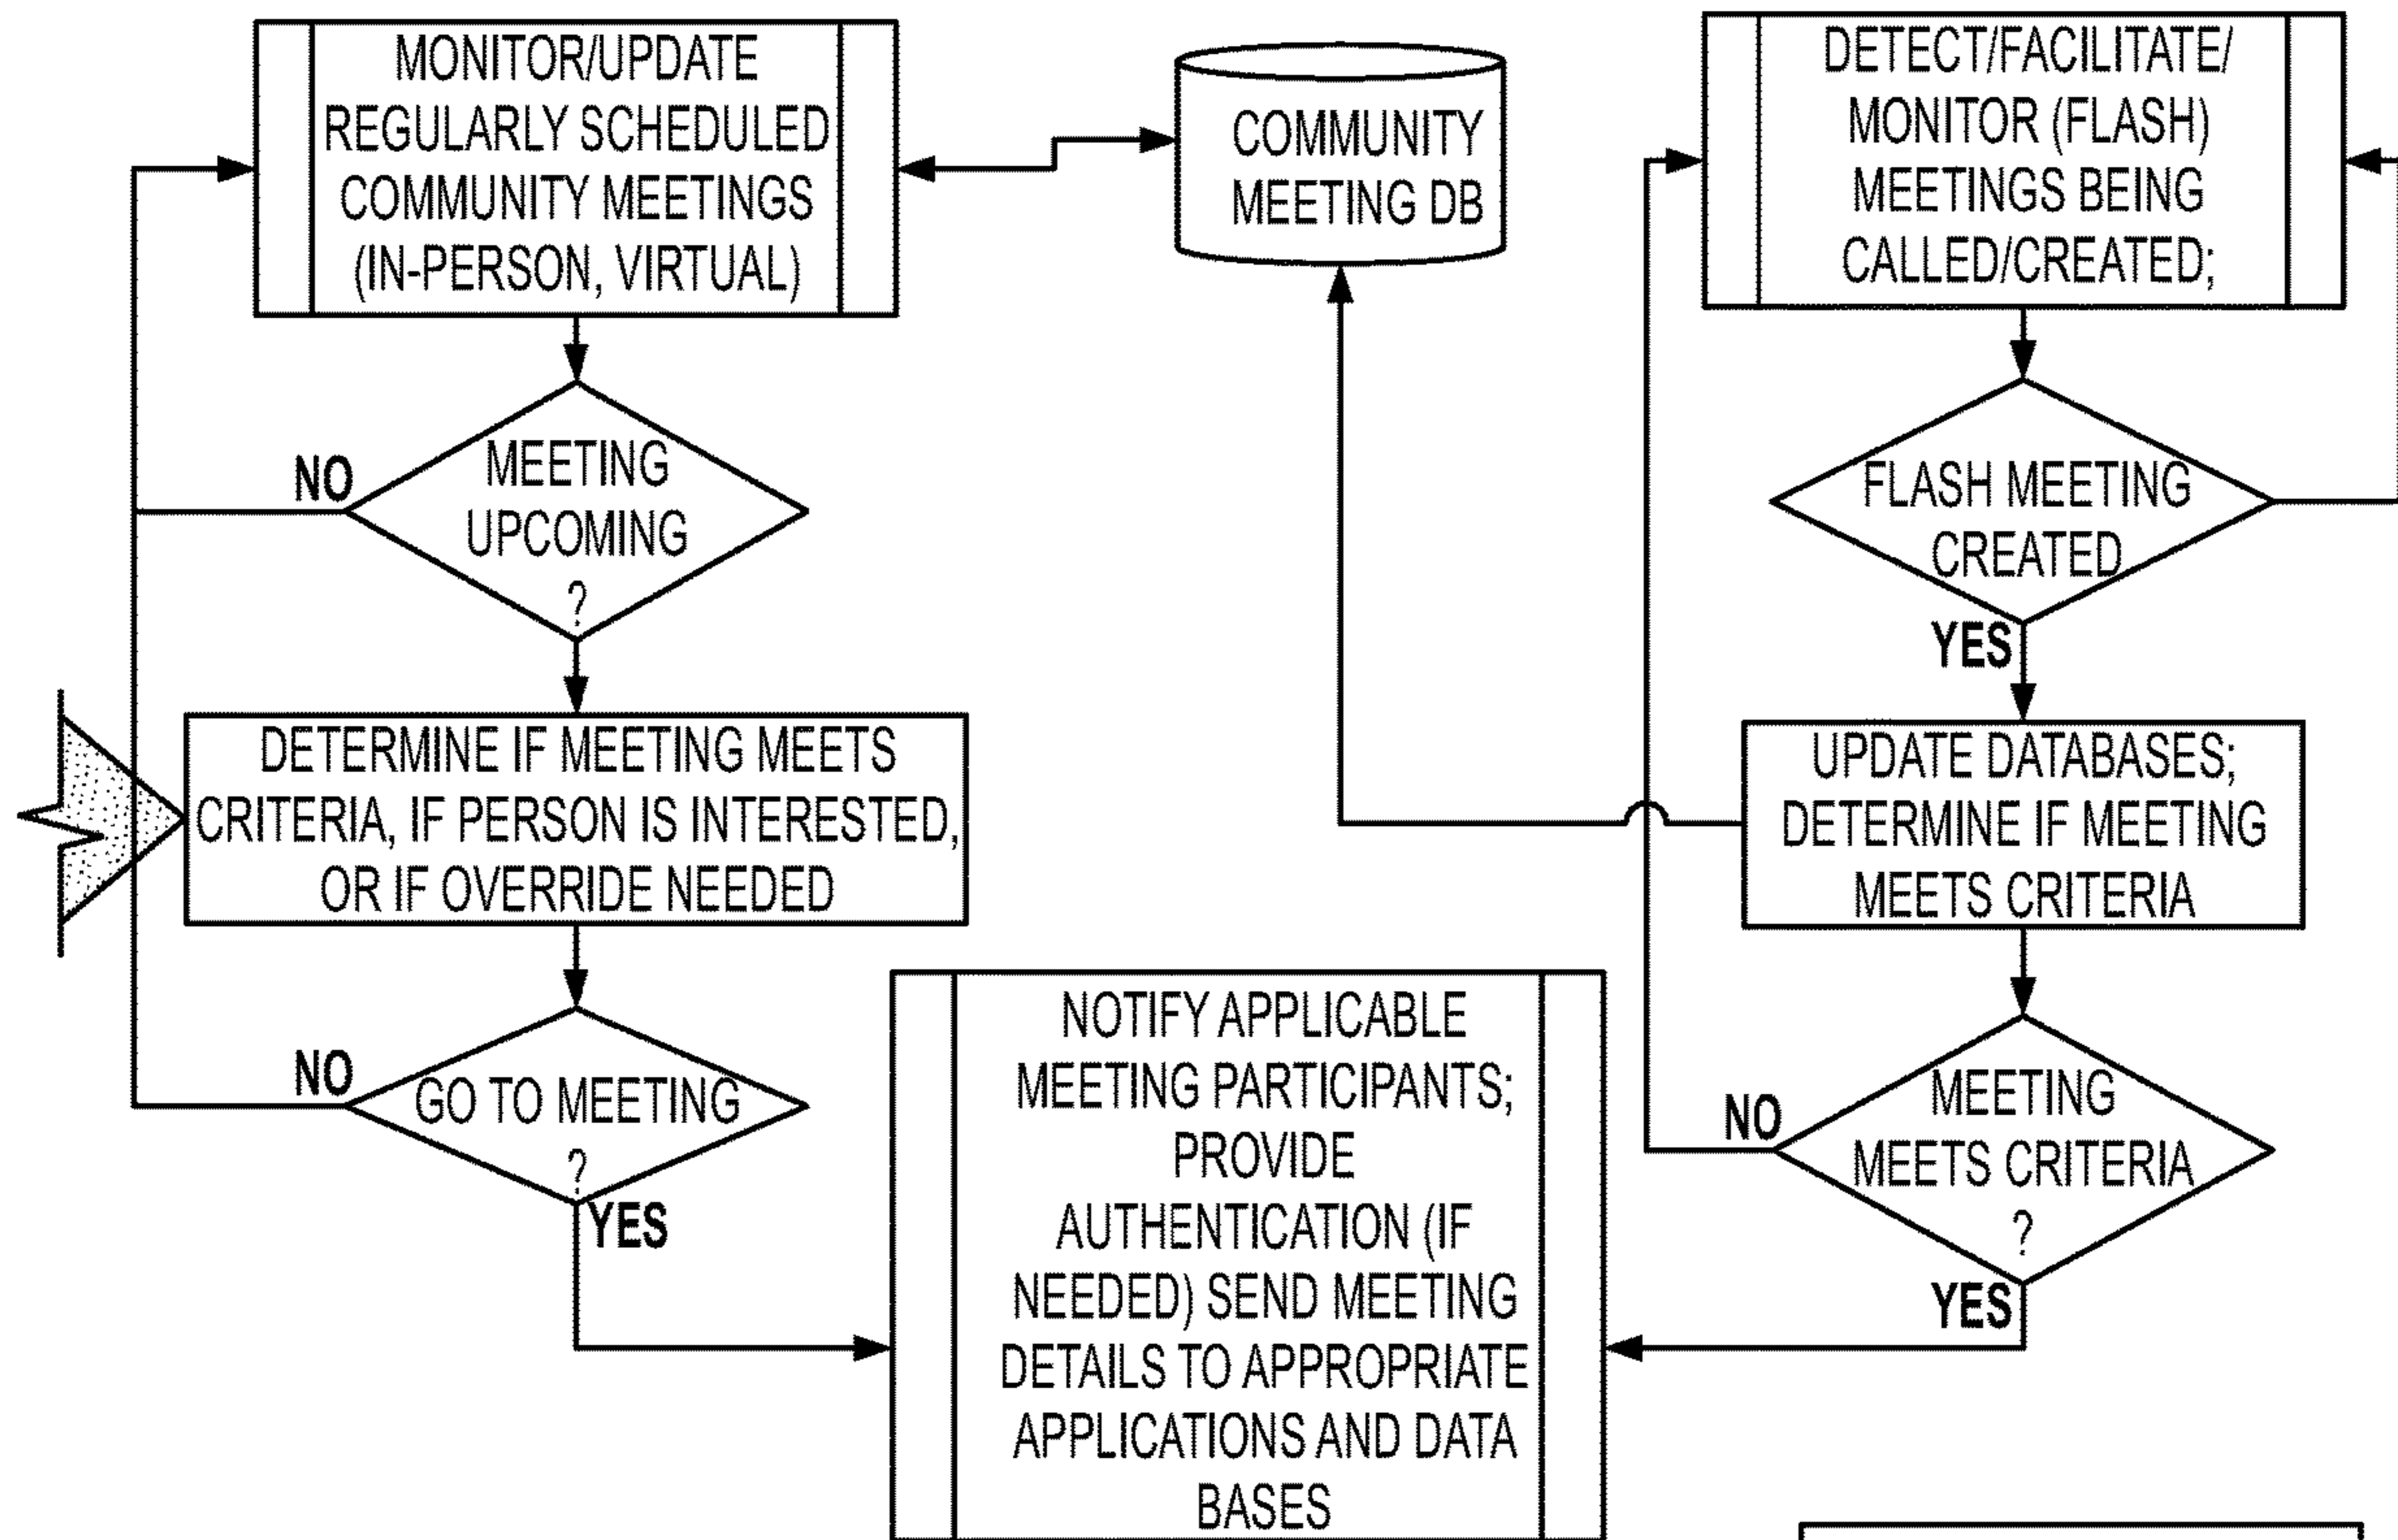 MONITOR/UPDATE
REGULARLY SCHEDULED
COMMUNITY MEETINGS
(IN-PERSON, VIRTUAL)
COMMUNITY
MEETING DB
DETECT/FACILITATE/
MONITOR (FLASH)
MEETINGS BEING
CALLED/CREATED;
NO
MEETING
UPCOMING
?
FLASH MEETING
CREATED
YES
DETERMINE IF MEETING MEETS
CRITERIA, IF PERSON IS INTERESTED,
OR IF OVERRIDE NEEDED
UPDATE DATABASES;
DETERMINE IF MEETING
MEETS CRITERIA
NO
GO TO MEETING
?
YES
NOTIFY APPLICABLE
MEETING PARTICIPANTS;
PROVIDE
AUTHENTICATION (IF
NEEDED) SEND MEETING
DETAILS TO APPROPRIATE
APPLICATIONS AND DATA
BASES
NO
MEETING
MEETS CRITERIA
?
YES